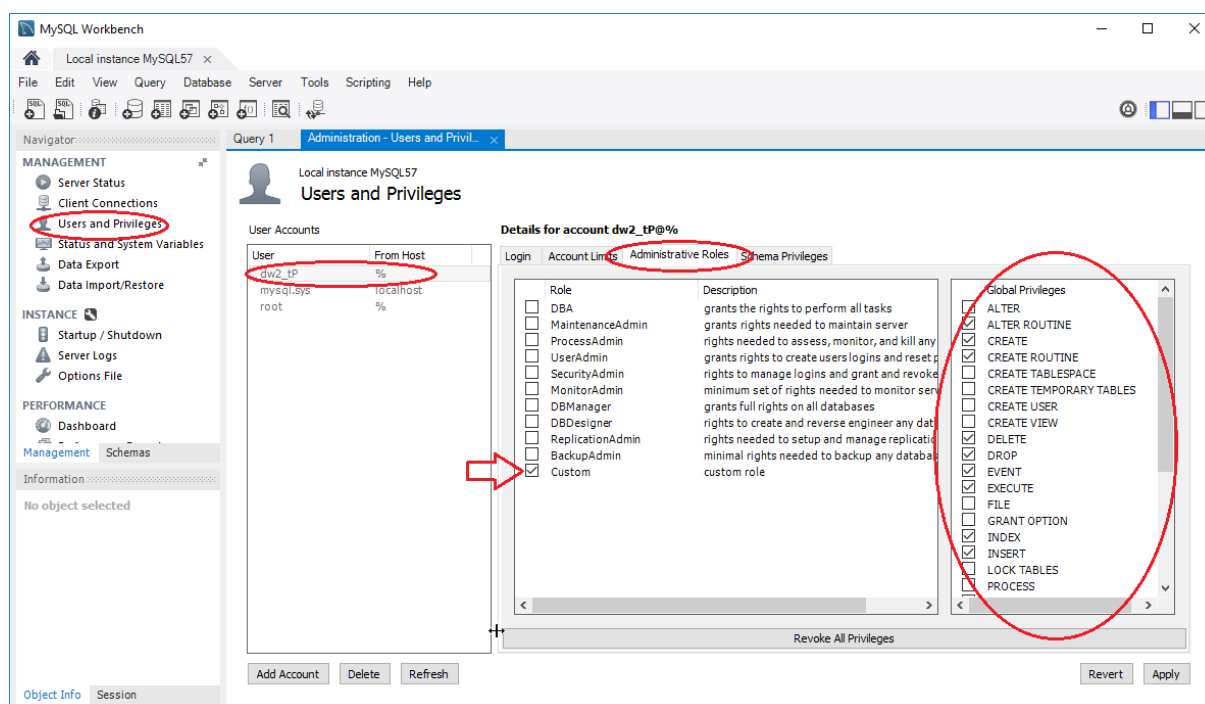 MySQL Workbench
Local instance MySQL57
File Edit View Query Database Server Tools Scripting Help
Navigator
MANAGEMENT
Server Status
Client Connections
Users and Privileges
Status and System Variables
Data Export
Data Import/Restore
INSTANCE
Startup / Shutdown
Server Logs
Options File
PERFORMANCE
Dashboard
Management Schemas
Information
No object selected
Object Info Session
Query 1 Administration - Users and Privil...
Local instance MySQL57
Users and Privileges
User Accounts
User From Host
dw2_tP %
mysql.sys localhost
root %
Add Account Delete Refresh
Details for account dw2_tP@%
Login Account Limits Administrative Roles Schema Privileges
Role Description
DBA grants the rights to perform all tasks
MaintenanceAdmin grants rights needed to maintain server
ProcessAdmin rights needed to assess, monitor, and kill any
UserAdmin grants rights to create users logins and reset p
SecurityAdmin rights to manage logins and grant and revoke
MonitorAdmin minimum set of rights needed to monitor serv
DBManager grants full rights on all databases
DBDesigner rights to create and reverse engineer any dat
ReplicationAdmin rights needed to setup and manage replicatio
BackupAdmin minimal rights needed to backup any databas
Custom custom role
Global Privileges
ALTER
ALTER ROUTINE
CREATE
CREATE ROUTINE
CREATE TABLESPACE
CREATE TEMPORARY TABLES
CREATE USER
CREATE VIEW
DELETE
DROP
EVENT
EXECUTE
FILE
GRANT OPTION
INDEX
INSERT
LOCK TABLES
PROCESS
Revoke All Privileges
Revert Apply